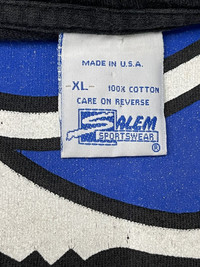 MADE IN U.S.A.
-XL- 100% COTTON
CARE ON REVERSE
SALEM
SPORTSWEAR ®